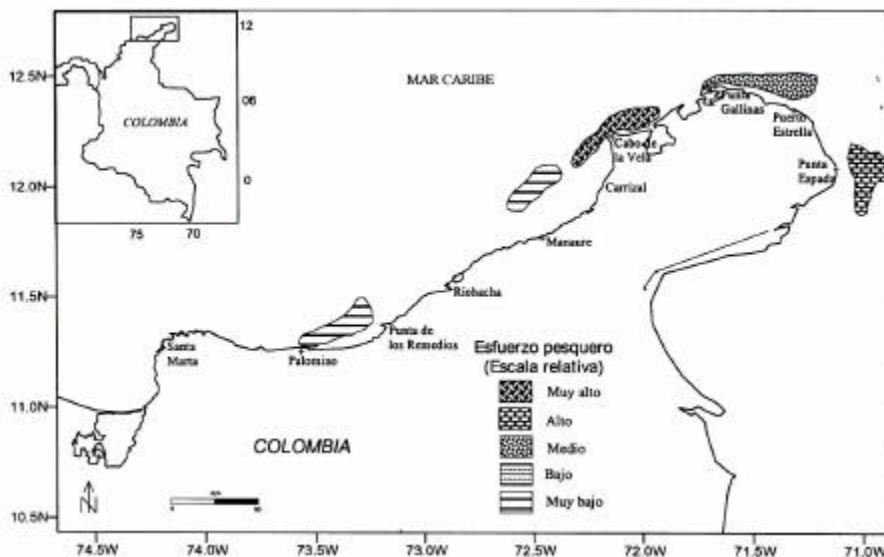 12
08
0
75 70
COLOMBIA
MAR CARIBE
12.5N
12.0N
11.5N
11.0N
10.5N
Punta
Gallinas
Puerto
Estrella
Cabo de
la Vela
Punta
Espada
Carrizal
Manaure
Riohacha
Punta de
los Remedios
Palomino
Santa
Marta
COLOMBIA
Esfuerzo pesquero
(Escala relativa)
Muy alto
Alto
Medio
Bajo
Muy bajo
N
0
74.5W 74.0W 73.5W 73.0W 72.5W 72.0W 71.5W 71.0W